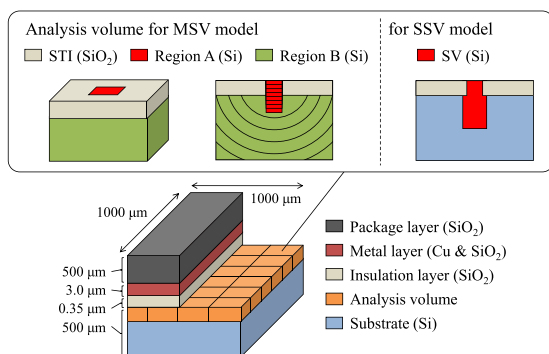 Analysis volume for MSV model
for SSV model
STI (SiO₂)
Region A (Si)
Region B (Si)
SV (Si)
1000 μm
1000 μm
500 μm
3.0 μm
0.35 μm
500 μm
Package layer (SiO₂)
Metal layer (Cu & SiO₂)
Insulation layer (SiO₂)
Analysis volume
Substrate (Si)